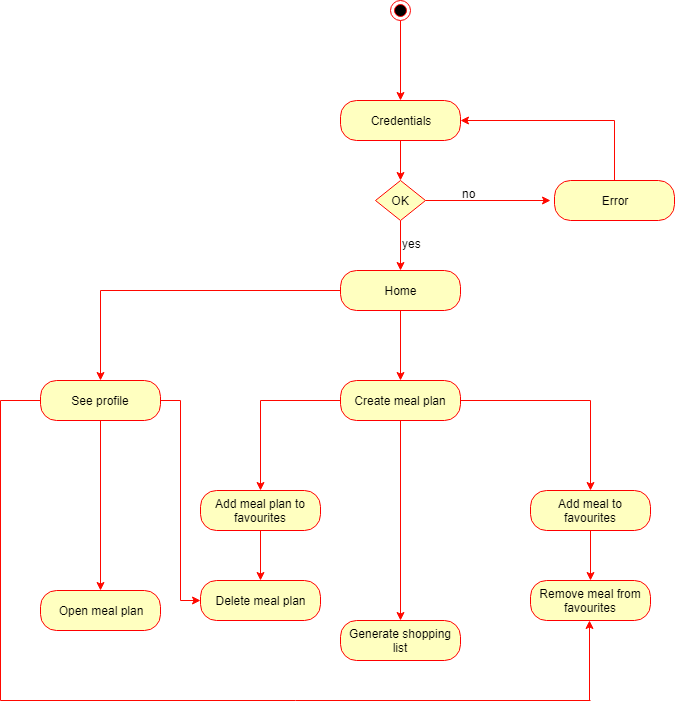 Credentials
OK
no
Error
yes
Home
See profile
Create meal plan
Add meal plan to
favourites
Add meal to
favourites
Open meal plan
Delete meal plan
Remove meal from
favourites
Generate shopping
list